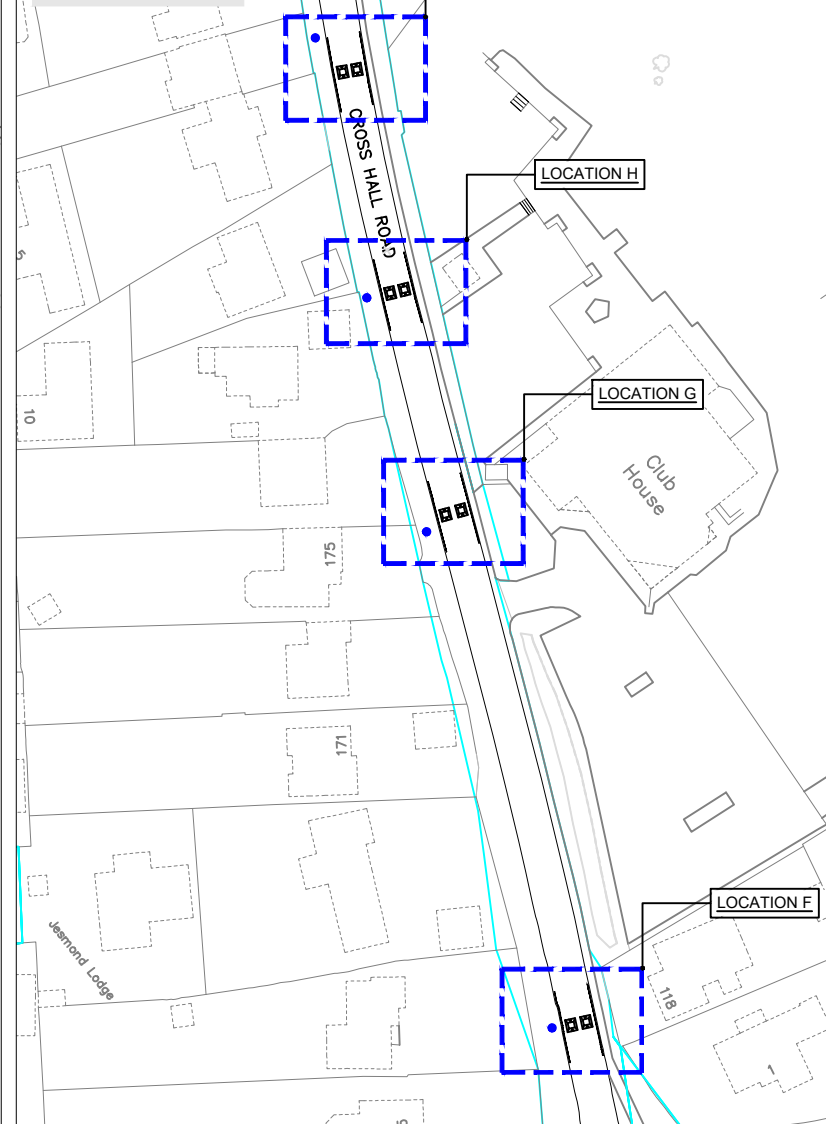 CROSS HALL ROAD
LOCATION H
5
LOCATION G
10
Club
House
175
171
LOCATION F
Jesmond Lodge
118
1